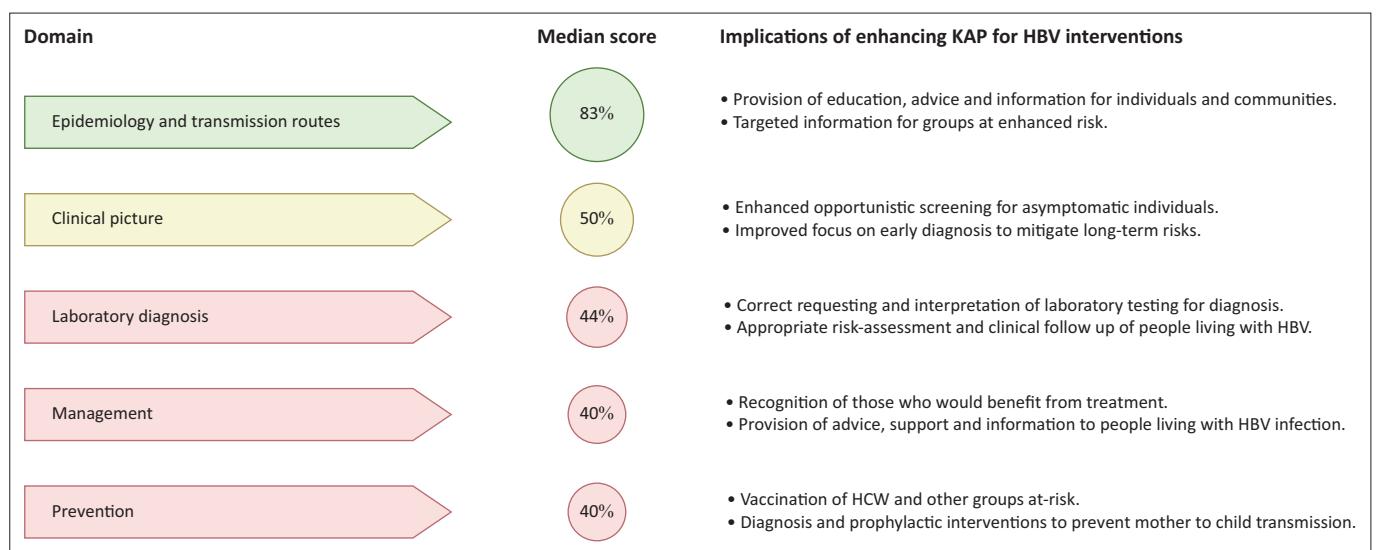 Domain Median score Implications of enhancing KAP for HBV interventions
Epidemiology and transmission routes 83% • Provision of education, advice and information for individuals and communities.
• Targeted information for groups at enhanced risk.
Clinical picture 50% • Enhanced opportunistic screening for asymptomatic individuals.
• Improved focus on early diagnosis to mitigate long-term risks.
Laboratory diagnosis 44% • Correct requesting and interpretation of laboratory testing for diagnosis.
• Appropriate risk-assessment and clinical follow up of people living with HBV.
Management 40% • Recognition of those who would benefit from treatment.
• Provision of advice, support and information to people living with HBV infection.
Prevention 40% • Vaccination of HCW and other groups at-risk.
• Diagnosis and prophylactic interventions to prevent mother to child transmission.